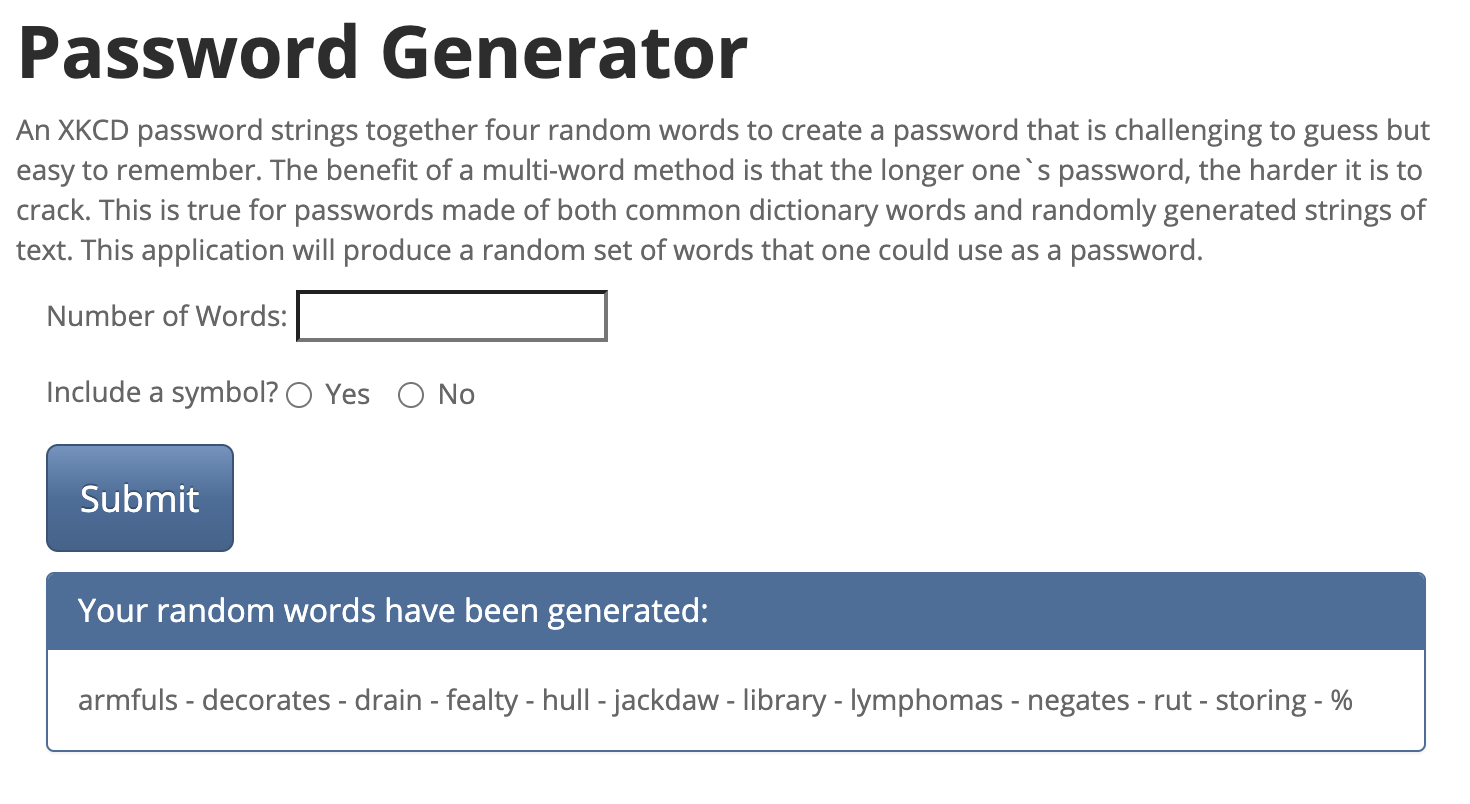 Password Generator
An XKCD password strings together four random words to create a password that is challenging to guess but
easy to remember. The benefit of a multi-word method is that the longer one`s password, the harder it is to
crack. This is true for passwords made of both common dictionary words and randomly generated strings of
text. This application will produce a random set of words that one could use as a password.
Number of Words:
Include a symbol? Yes No
Submit
Your random words have been generated:
armfuls - decorates - drain - fealty - hull - jackdaw - library - lymphomas - negates - rut - storing - %